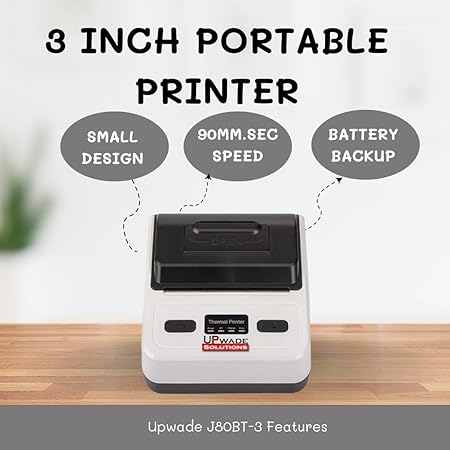 3 INCH PORTABLE
PRINTER
SMALL
DESIGN
90MM.SEC
SPEED
BATTERY
BACKUP
OPEN
Thermal Printer
UPWADE
SOLUTIONS
Upwade J80BT-3 Features